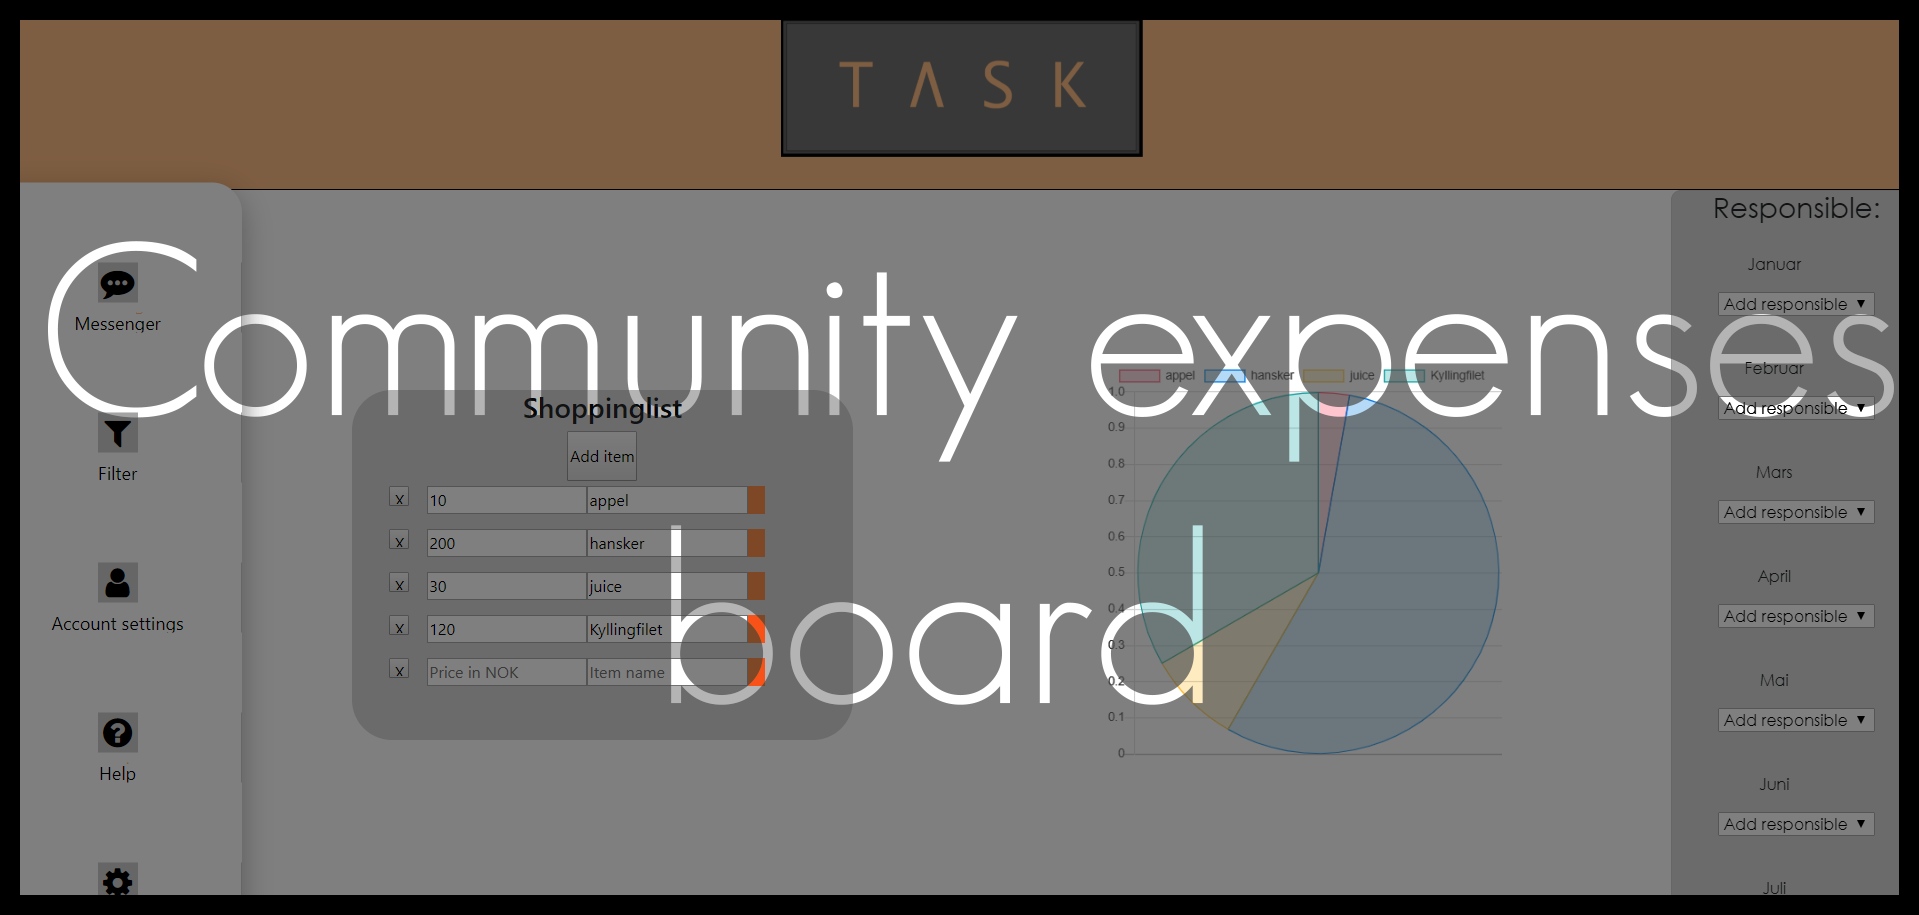 T A S K
Community expenses
board
Messenger
Filter
Account settings
Help
Shoppinglist
Add item
x 10 appel
x 200 hansker
x 30 juice
x 120 Kyllingfilet
x Price in NOK Item name
appel hansker juice Kyllingfilet
1.0
0.9
0.8
0.7
0.6
0.5
0.4
0.3
0.2
0.1
0
Responsible:
Januar
Add responsible
Februar
Add responsible
Mars
Add responsible
April
Add responsible
Mai
Add responsible
Juni
Add responsible
Juli